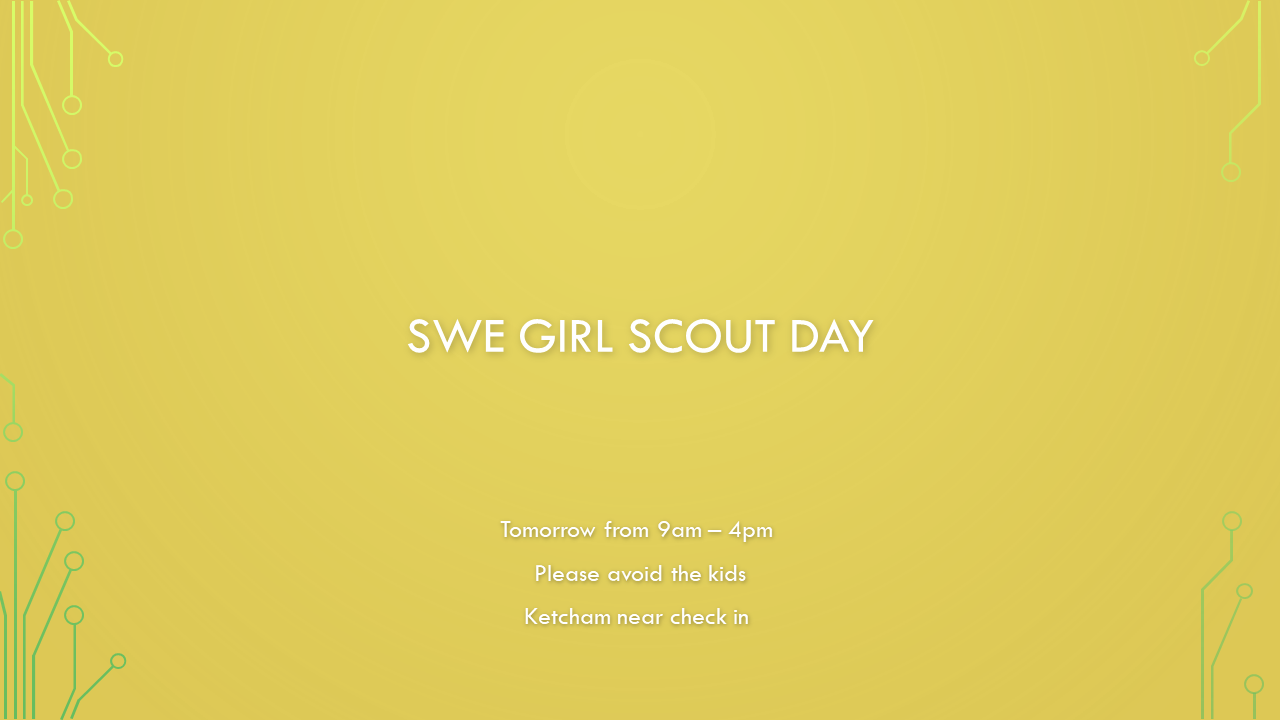 SWE GIRL SCOUT DAY
Tomorrow from 9am – 4pm
Please avoid the kids
Ketcham near check in